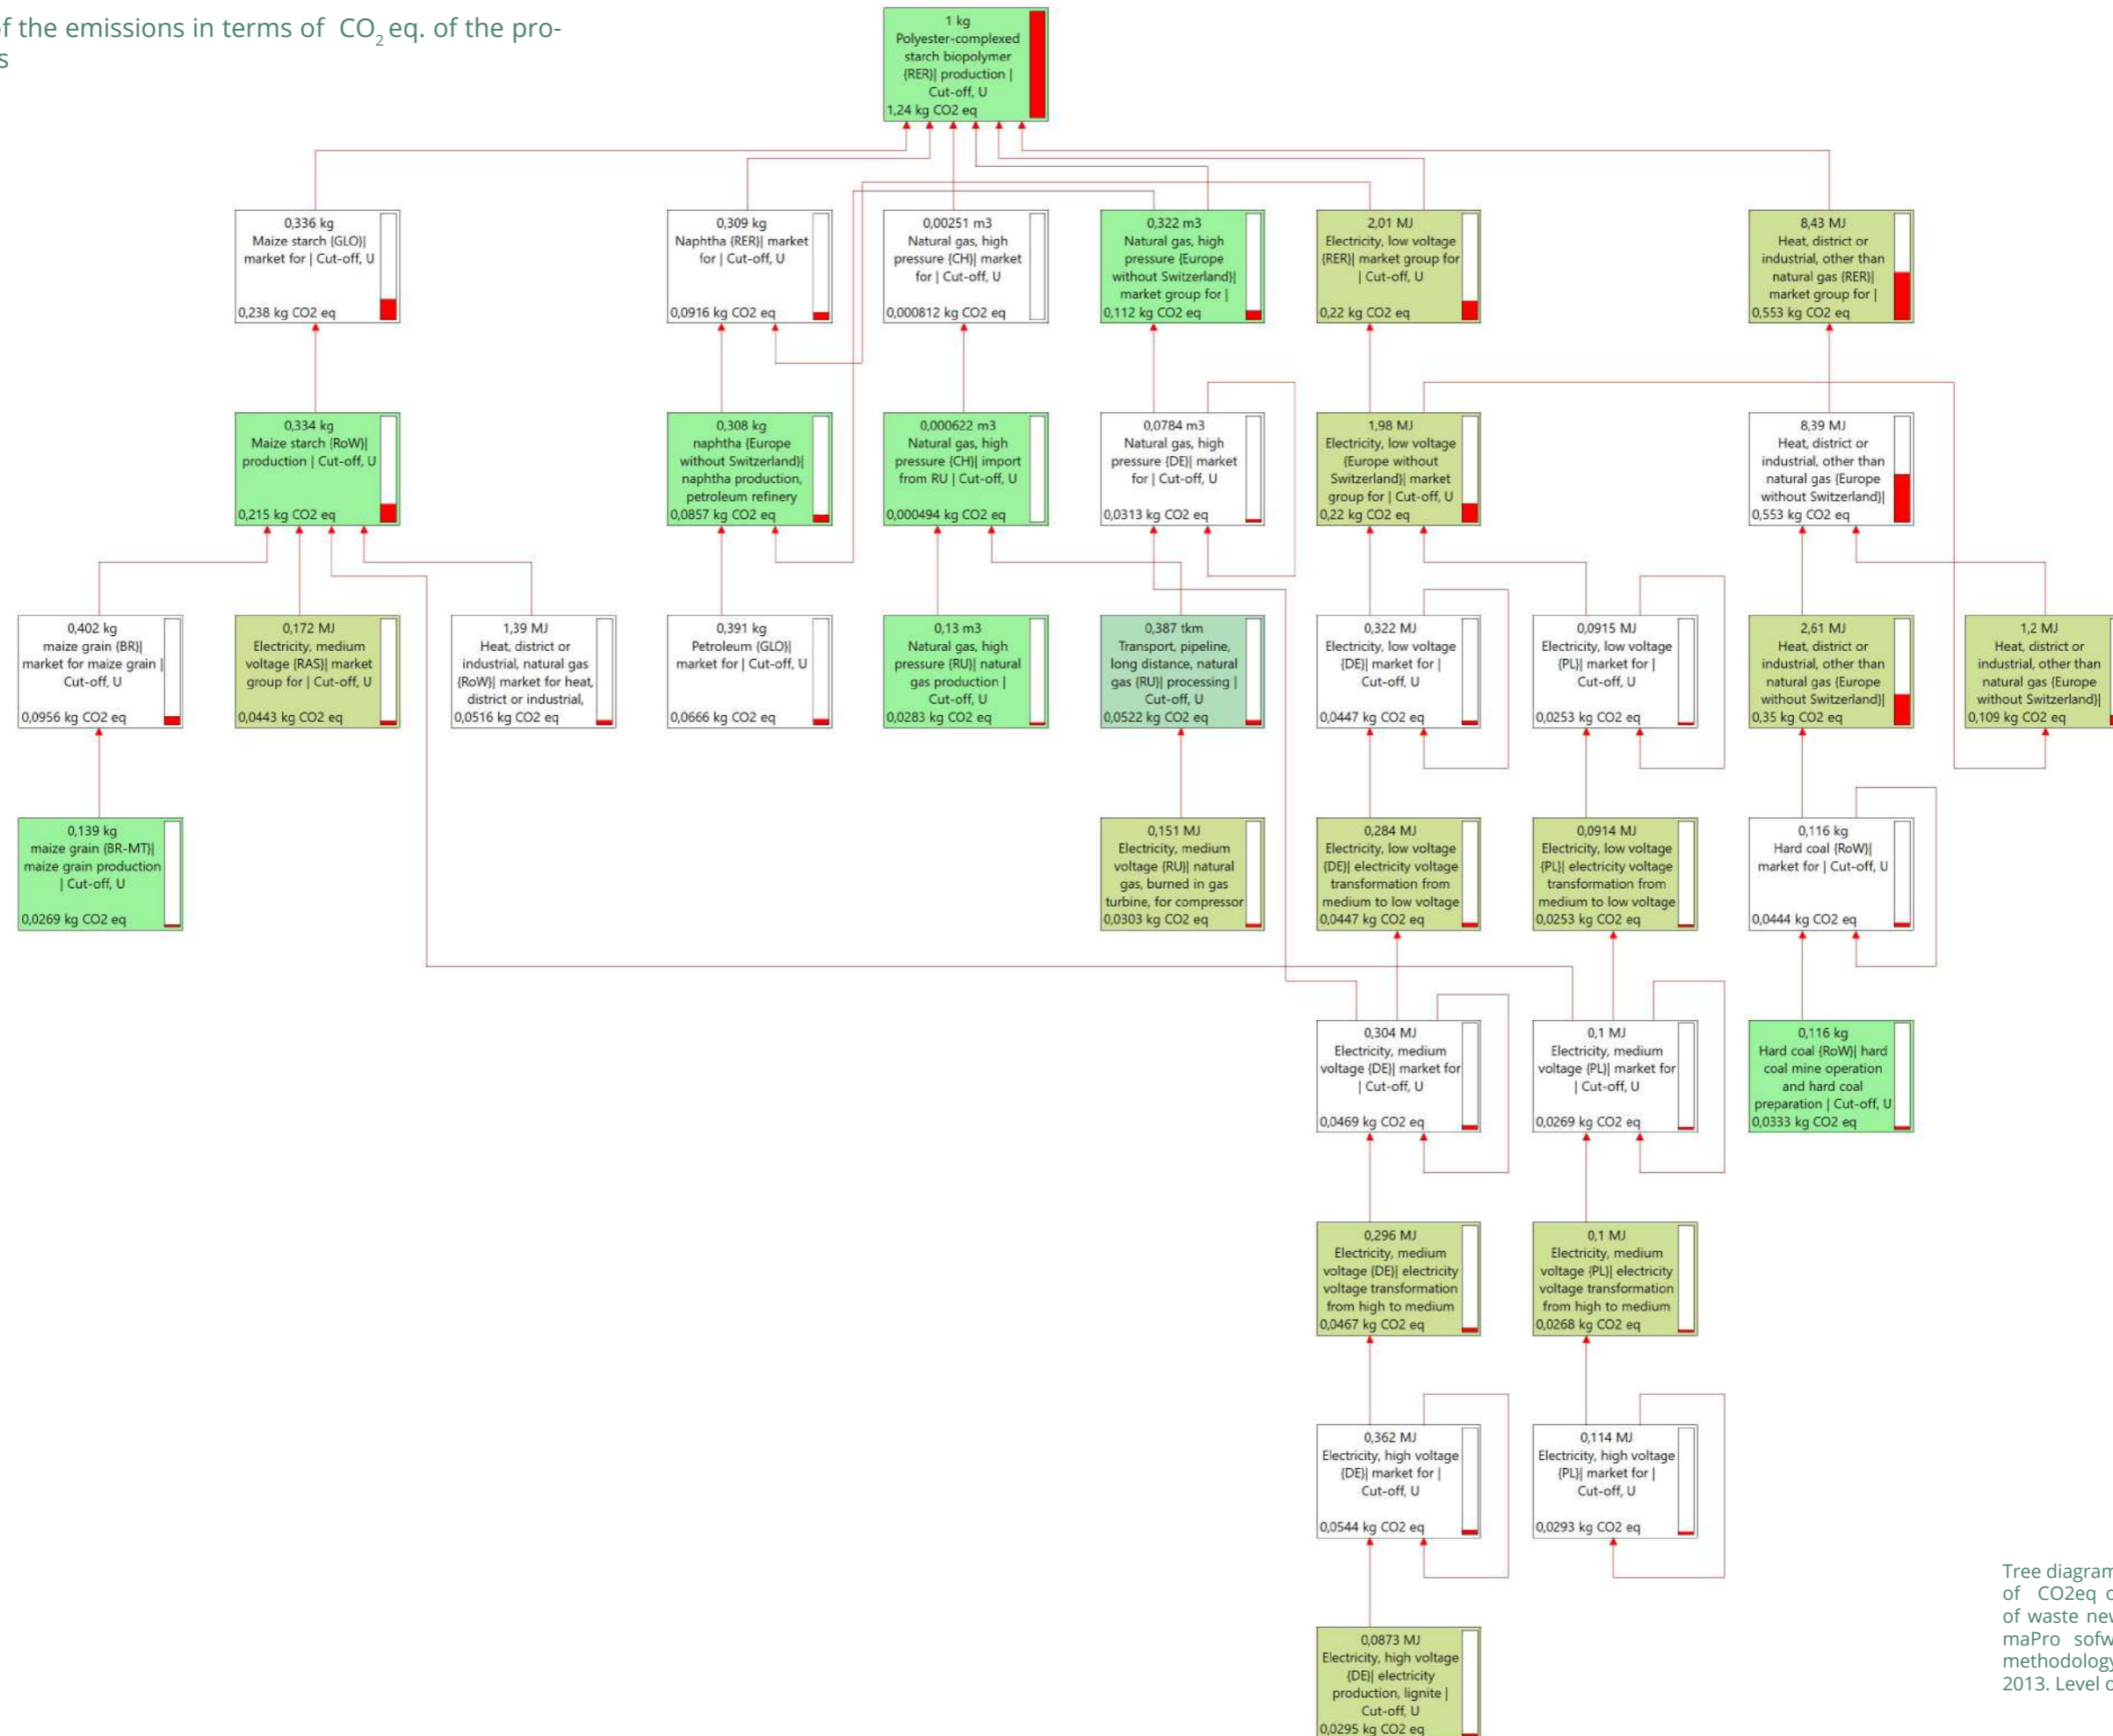 of the emissions in terms of CO2 eq. of the pro-
s
1 kg
Polyester-complexed
starch biopolymer
{RER}| production |
Cut-off, U
1,24 kg CO2 eq
0,336 kg
Maize starch {GLO}|
market for | Cut-off, U
0,238 kg CO2 eq
0,309 kg
Naphtha {RER}| market
for | Cut-off, U
0,0916 kg CO2 eq
0,00251 m3
Natural gas, high
pressure {CH}| market
for | Cut-off, U
0,000812 kg CO2 eq
0,322 m3
Natural gas, high
pressure {Europe
without Switzerland}|
market group for |
0,112 kg CO2 eq
2,01 MJ
Electricity, low voltage
{RER}| market group for
| Cut-off, U
0,22 kg CO2 eq
8,43 MJ
Heat, district or
industrial, other than
natural gas {RER}|
market group for |
0,553 kg CO2 eq
0,334 kg
Maize starch {RoW}|
production | Cut-off, U
0,215 kg CO2 eq
0,308 kg
naphtha {Europe
without Switzerland}|
naphtha production,
petroleum refinery
0,0857 kg CO2 eq
0,000622 m3
Natural gas, high
pressure {CH}| import
from RU | Cut-off, U
0,000494 kg CO2 eq
0,0784 m3
Natural gas, high
pressure {DE}| market
for | Cut-off, U
0,0313 kg CO2 eq
1,98 MJ
Electricity, low voltage
{Europe without
Switzerland}| market
group for | Cut-off, U
0,22 kg CO2 eq
8,39 MJ
Heat, district or
industrial, other than
natural gas {Europe
without Switzerland}|
0,553 kg CO2 eq
0,402 kg
maize grain {BR}|
market for maize grain |
Cut-off, U
0,0956 kg CO2 eq
0,172 MJ
Electricity, medium
voltage {RAS}| market
group for | Cut-off, U
0,0443 kg CO2 eq
1,39 MJ
Heat, district or
industrial, natural gas
{RoW}| market for heat,
district or industrial,
0,0516 kg CO2 eq
0,391 kg
Petroleum {GLO}|
market for | Cut-off, U
0,0666 kg CO2 eq
0,13 m3
Natural gas, high
pressure {RU}| natural
gas production |
Cut-off, U
0,0283 kg CO2 eq
0,387 tkm
Transport, pipeline,
long distance, natural
gas {RU}| processing |
Cut-off, U
0,0522 kg CO2 eq
0,322 MJ
Electricity, low voltage
{DE}| market for |
Cut-off, U
0,0447 kg CO2 eq
0,0915 MJ
Electricity, low voltage
{PL}| market for |
Cut-off, U
0,0253 kg CO2 eq
2,61 MJ
Heat, district or
industrial, other than
natural gas {Europe
without Switzerland}|
0,35 kg CO2 eq
1,2 MJ
Heat, district or
industrial, other than
natural gas {Europe
without Switzerland}|
0,109 kg CO2 eq
0,139 kg
maize grain {BR-MT}|
maize grain production
| Cut-off, U
0,0269 kg CO2 eq
0,151 MJ
Electricity, medium
voltage {RU}| natural
gas, burned in gas
turbine, for compressor
0,0303 kg CO2 eq
0,284 MJ
Electricity, low voltage
{DE}| electricity voltage
transformation from
medium to low voltage
0,0447 kg CO2 eq
0,0914 MJ
Electricity, low voltage
{PL}| electricity voltage
transformation from
medium to low voltage
0,0253 kg CO2 eq
0,116 kg
Hard coal {RoW}|
market for | Cut-off, U
0,0444 kg CO2 eq
0,304 MJ
Electricity, medium
voltage {DE}| market for
| Cut-off, U
0,0469 kg CO2 eq
0,1 MJ
Electricity, medium
voltage {PL}| market for
| Cut-off, U
0,0269 kg CO2 eq
0,116 kg
Hard coal {RoW}| hard
coal mine operation
and hard coal
preparation | Cut-off, U
0,0333 kg CO2 eq
0,296 MJ
Electricity, medium
voltage {DE}| electricity
voltage transformation
from high to medium
0,0467 kg CO2 eq
0,1 MJ
Electricity, medium
voltage {PL}| electricity
voltage transformation
from high to medium
0,0268 kg CO2 eq
0,362 MJ
Electricity, high voltage
{DE}| market for |
Cut-off, U
0,0544 kg CO2 eq
0,114 MJ
Electricity, high voltage
{PL}| market for |
Cut-off, U
0,0293 kg CO2 eq
0,0873 MJ
Electricity, high voltage
{DE}| electricity
production, lignite |
Cut-off, U
0,0295 kg CO2 eq
Tree diagram
of CO2eq
of waste
maPro
methodology
2013. Level